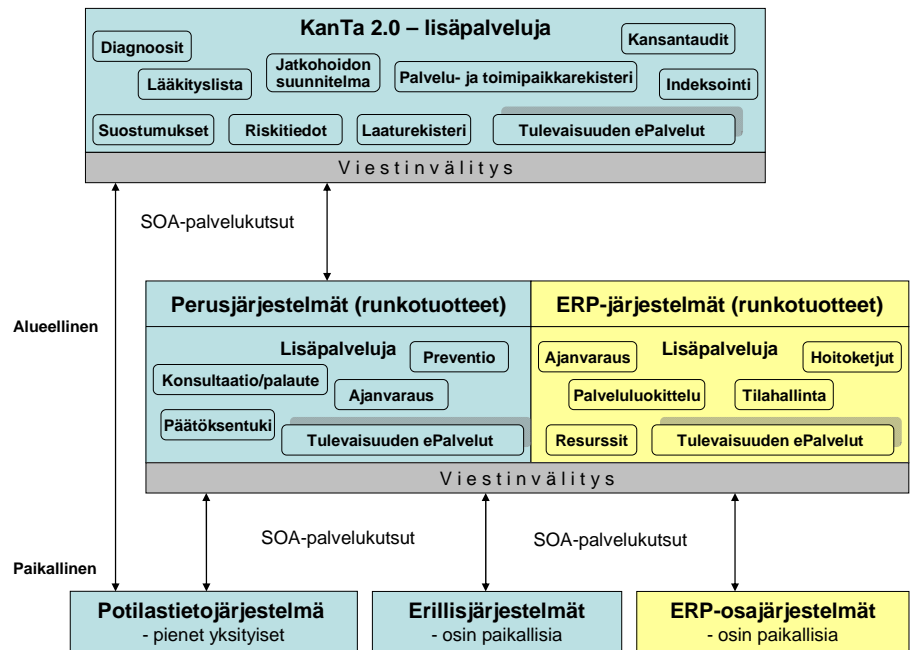 KanTa 2.0 – lisäpalveluja
Diagnoosit
Kansantaudit
Lääkityslista
Jatkohoidon
suunnitelma
Palvelu- ja toimipaikkarekisteri
Indeksointi
Suostumukset
Riskitiedot
Laaturekisteri
Tulevaisuuden ePalvelut
Viestinvälitys
SOA-palvelukutsut
Alueellinen
Perusjärjestelmät (runkotuotteet)
Lisäpalveluja
Preventio
Konsultaatio/palaute
Ajanvaraus
Päätöksentuki
Tulevaisuuden ePalvelut
ERP-järjestelmät (runkotuotteet)
Ajanvaraus
Lisäpalveluja
Hoitoketjut
Palveluluokittelu
Tilahallinta
Resurssit
Tulevaisuuden ePalvelut
Viestinvälitys
SOA-palvelukutsut
SOA-palvelukutsut
Paikallinen
Potilastietojärjestelmä
- pienet yksityiset
Erillisjärjestelmät
- osin paikallisia
ERP-osajärjestelmät
- osin paikallisia